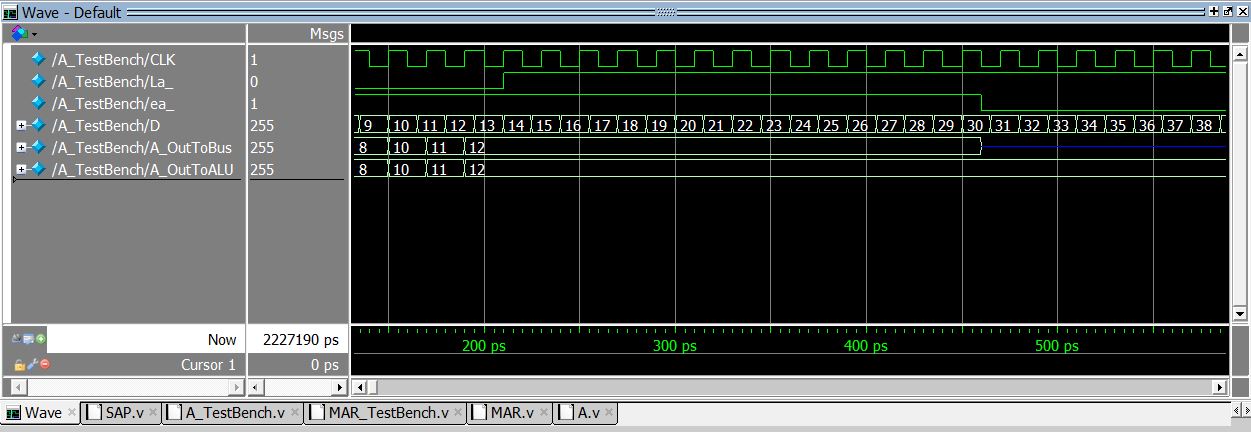 Wave - Default
Msgs
/A_TestBench/CLK 1
/A_TestBench/La_ 0
/A_TestBench/ea_ 1
/A_TestBench/D 255 9 10 11 12 13 14 15 16 17 18 19 20 21 22 23 24 25 26 27 28 29 30 31 32 33 34 35 36 37 38
/A_TestBench/A_OutToBus 255 8 10 11 12
/A_TestBench/A_OutToALU 255 8 10 11 12
Now 2227190 ps 200 ps 300 ps 400 ps 500 ps
Cursor 1 0 ps
Wave SAP.v A_TestBench.v MAR_TestBench.v MAR.v A.v